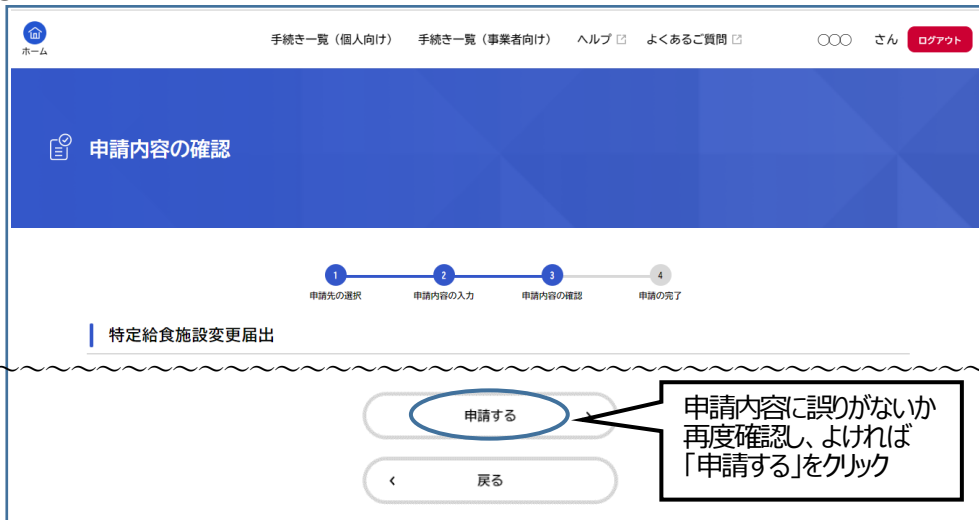 ホーム
手続き一覧（個人向け） 手続き一覧（事業者向け） ヘルプ よくあるご質問 ○○○ さん ログアウト
申請内容の確認
1 2 3 4
申請先の選択 申請内容の入力 申請内容の確認 申請の完了
特定給食施設変更届出
申請する
申請内容に誤りがないか
再度確認し、よければ
「申請する」をクリック
戻る